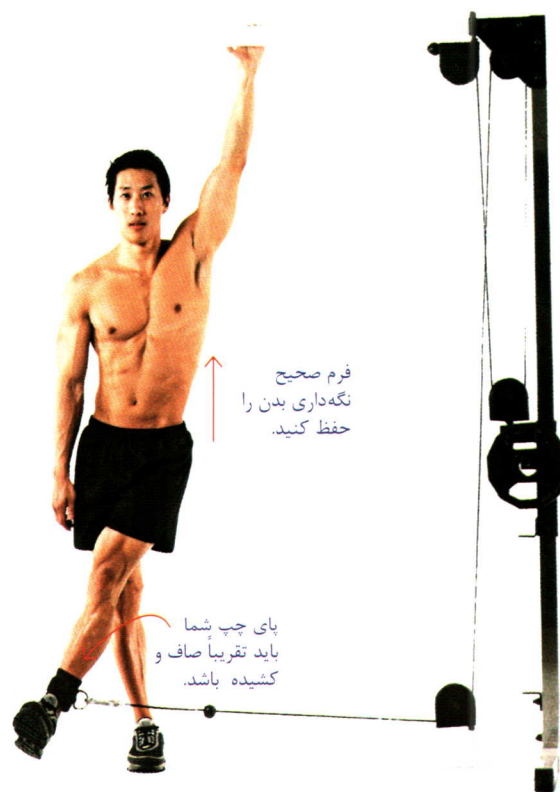 فرم صحیح
نگه‌داری بدن را
حفظ کنید.
پای چپ شما
باید تقریباً صاف و
کشیده باشد.